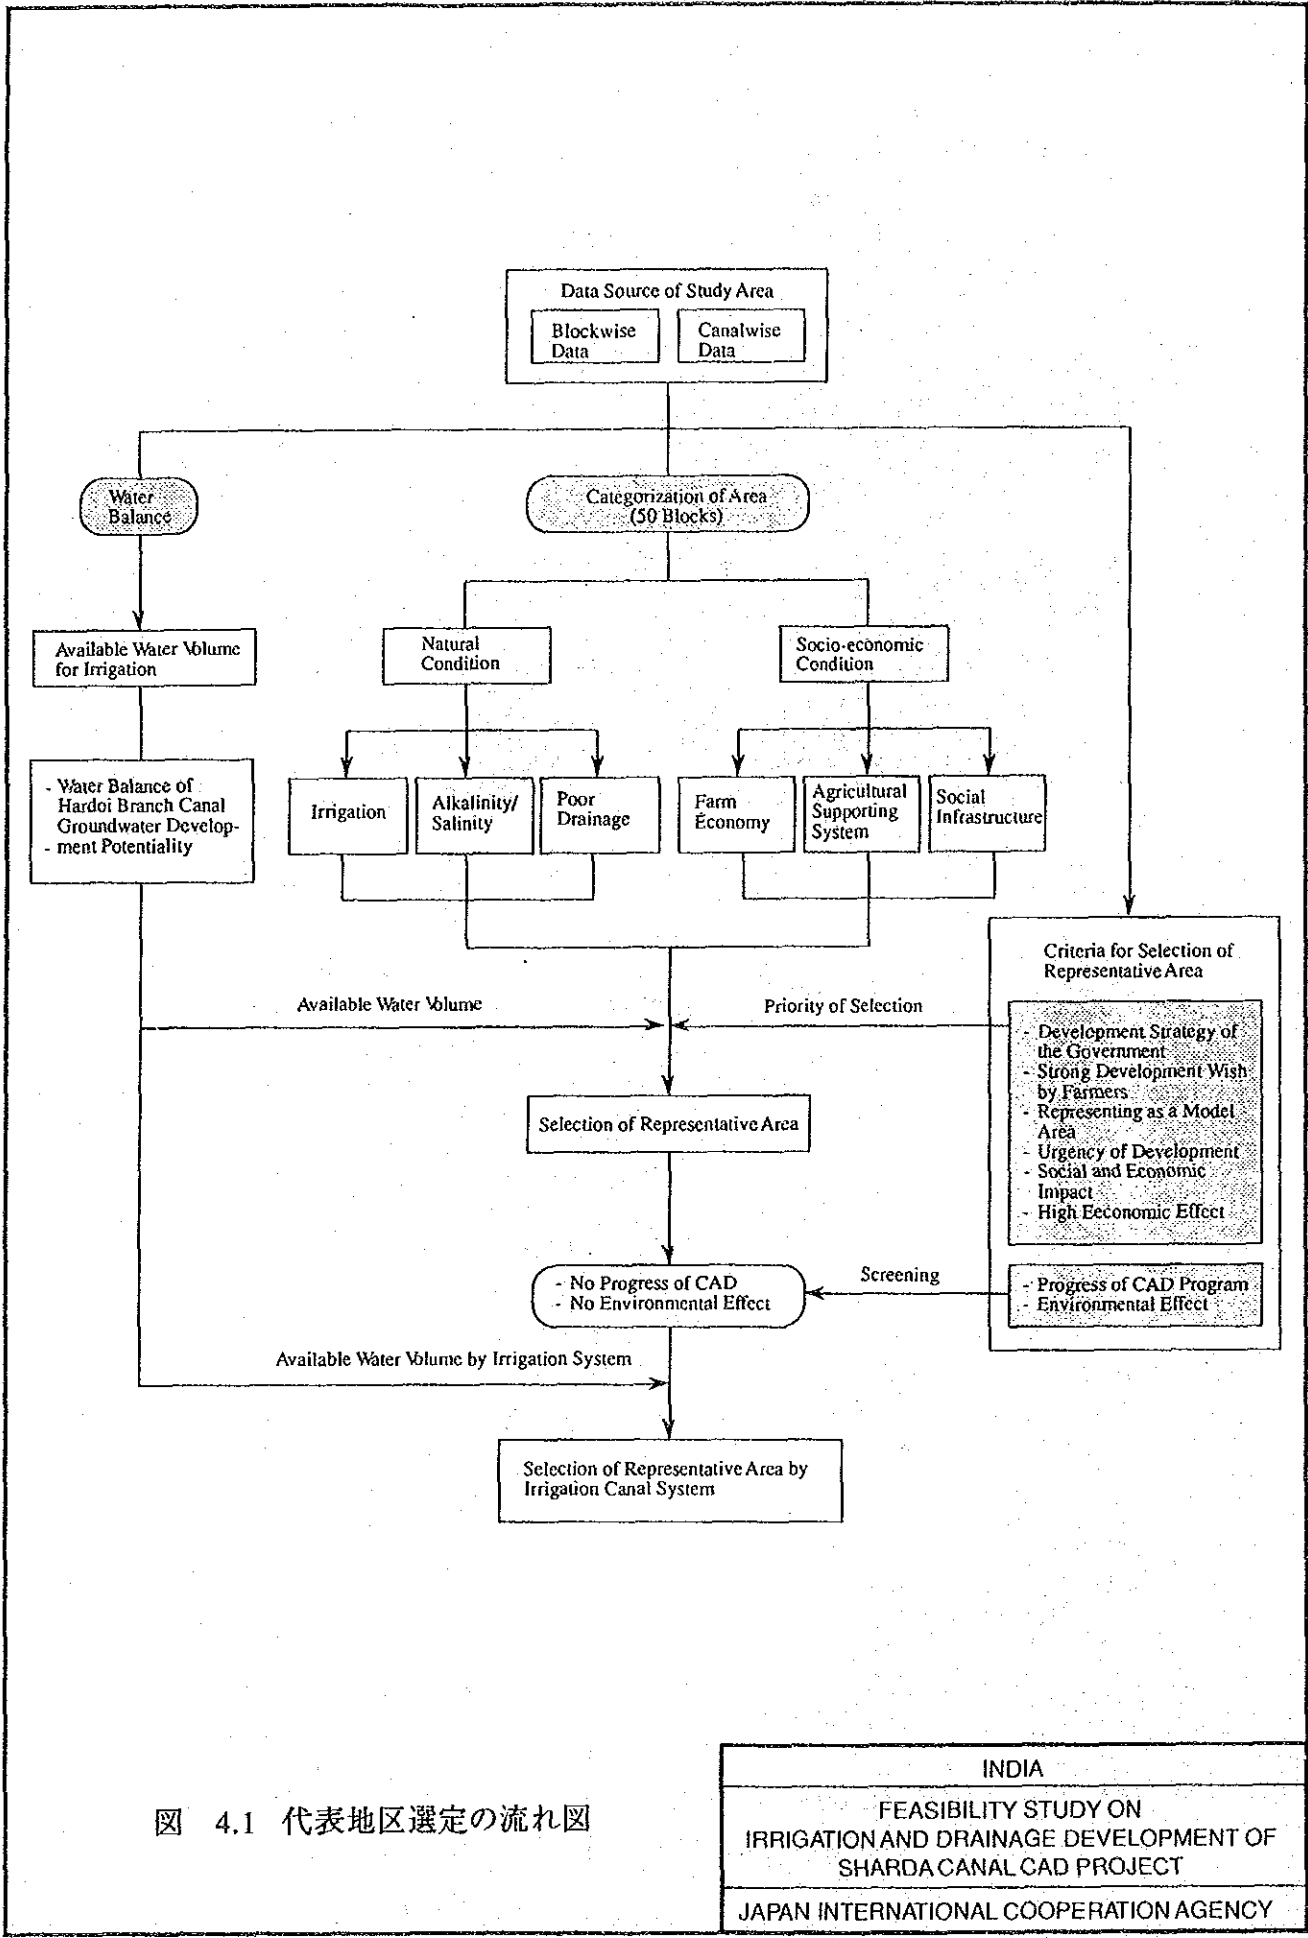 Data Source of Study Area
Blockwise
Data
Canalwise
Data
Water
Balance
Categorization of Area
(50 Blocks)
Available Water Volume
for Irrigation
Natural
Condition
Socio-economic
Condition
- Water Balance of
Hardoi Branch Canal
Groundwater Develop-
- ment Potentiality
Irrigation
Alkalinity/
Salinity
Poor
Drainage
Farm
Economy
Agricultural
Supporting
System
Social
Infrastructure
Criteria for Selection of
Representative Area
Available Water Volume
Priority of Selection
- Development Strategy of
the Government
- Strong Development Wish
by Farmers
- Representing as a Model
Area
- Urgency of Development
- Social and Economic
Impact
- High Eeconomic Effect
Selection of Representative Area
- No Progress of CAD
- No Environmental Effect
Screening
- Progress of CAD Program
- Environmental Effect
Available Water Volume by Irrigation System
Selection of Representative Area by
Irrigation Canal System
図 4.1 代表地区選定の流れ図
INDIA
FEASIBILITY STUDY ON
IRRIGATION AND DRAINAGE DEVELOPMENT OF
SHARDA CANAL CAD PROJECT
JAPAN INTERNATIONAL COOPERATION AGENCY